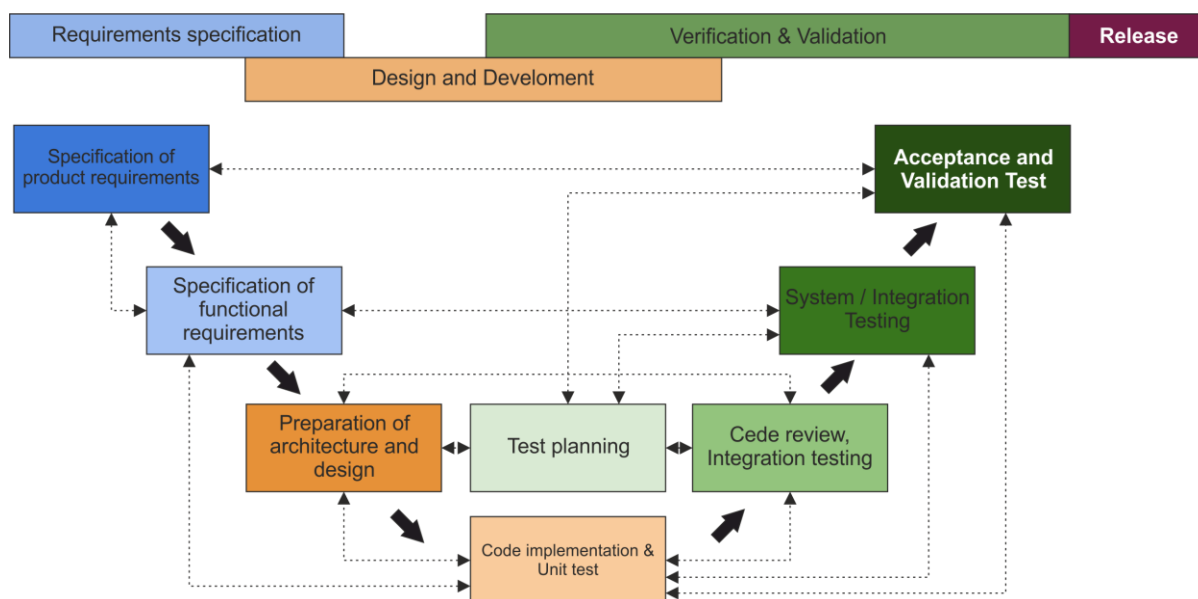 Requirements specification
Verification & Validation
Release
Design and Develoment
Specification of
product requirements
Acceptance and
Validation Test
Specification of
functional
requirements
System / Integration
Testing
Preparation of
architecture and
design
Test planning
Cede review,
Integration testing
Code implementation &
Unit test